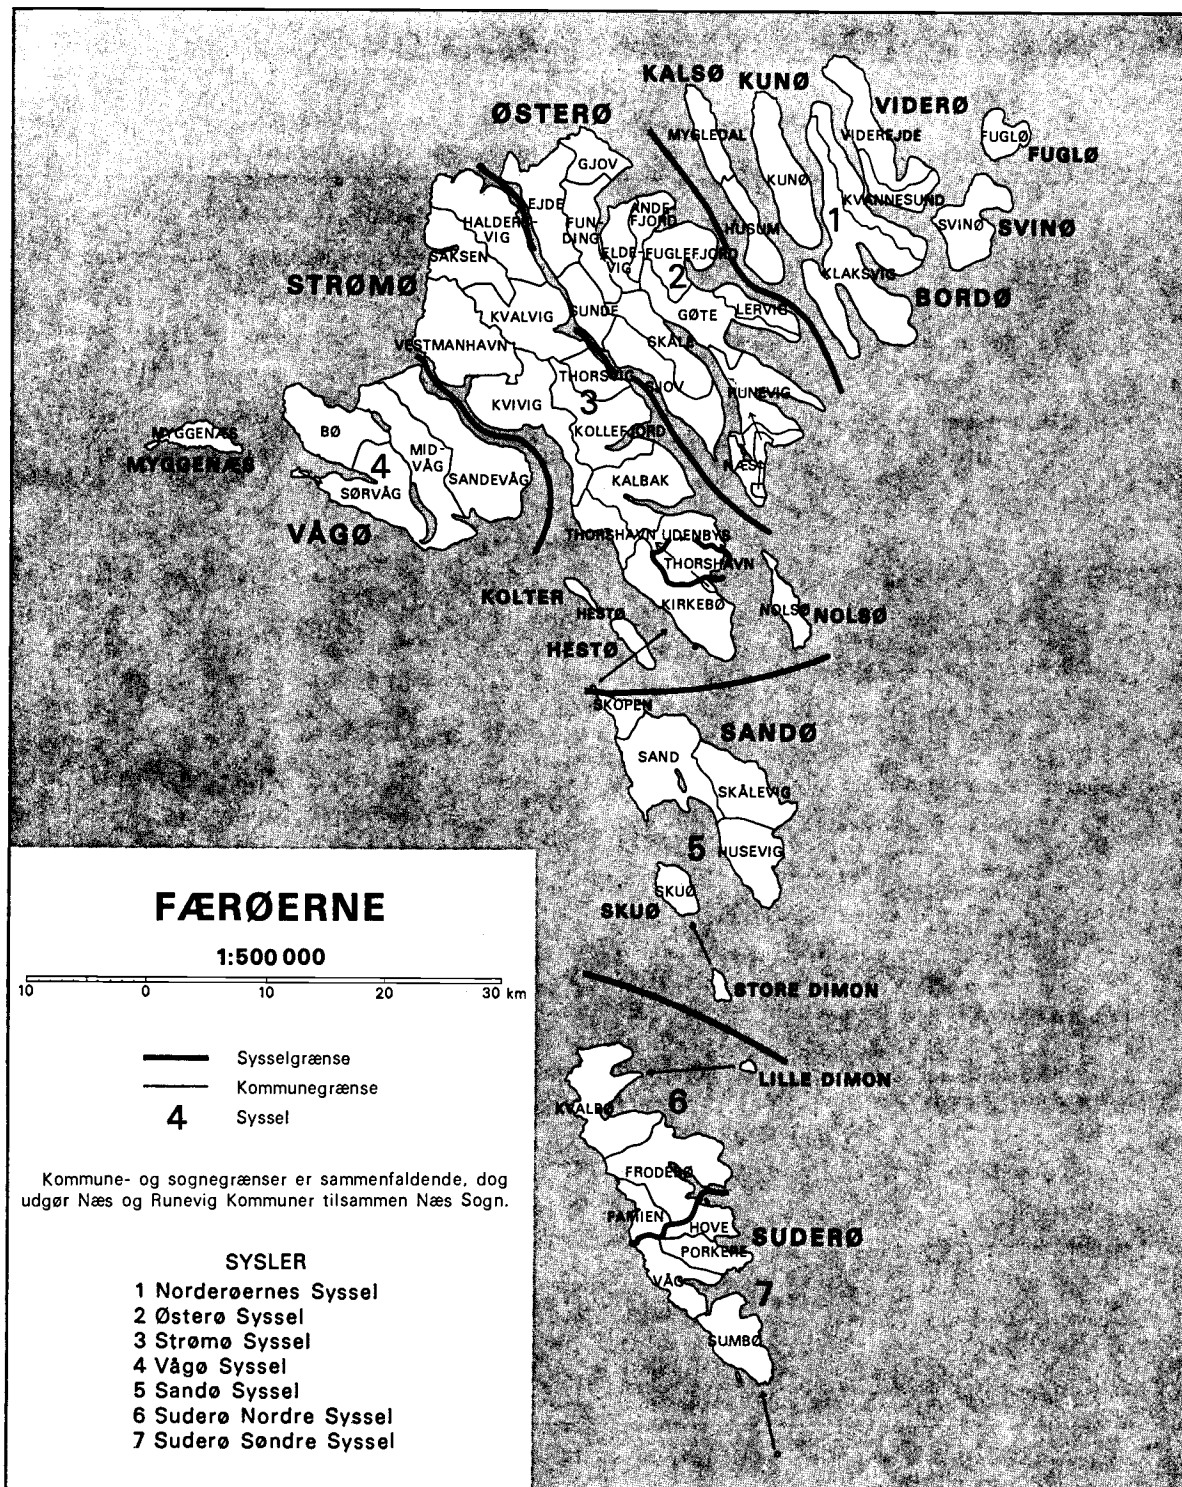 KALSØ
KUNØ
VIDERØ
ØSTERØ
MYGLEDAL
VIDEREJDE
FUGLØ
FUGLØ
GJOV
KUNØ
EJDE
ANDE-
FJORD
KVANNESUND
HALDERS-
VIG
FUN-
DING
HUSUM
1
SVINØ
SVINØ
SAKSEN
ELDE-
VIG
FUGLEFJORD
2
KLAKSVIG
STRØMØ
BORDØ
KVALVIG
SUNDE
GØTE
LERVIG
VESTMANHAVN
SKÅLE
THORSVIG
SJOV
RUNEVIG
KVIVIG
3
MYGGENÆS
MYGGENÆS
BØ
MID-
VÅG
KOLLEFJORD
4
SANDEVÅG
KALBAK
NÆS
SØRVÅG
VÅGØ
THORSHAVN UDENBYS
THORSHAVN
KOLTER
HESTØ
KIRKEBØ
NOLSØ
NOLSØ
HESTØ
SKOPEN
SANDØ
SAND
SKÅLEVIG
5
HUSEVIG
SKUØ
SKUØ
STORE DIMON
LILLE DIMON
KVALBØ
6
FRODEBØ
FAMIEN
HOVE
SUDERØ
PORKERE
VÅG
7
SUMBØ
FÆRØERNE
1:500 000
10 0 10 20 30 km
Sysselgrænse
Kommunegrænse
4 Syssel
Kommune- og sognegrænser er sammenfaldende, dog
udgør Næs og Runevig Kommuner tilsammen Næs Sogn.
SYSLER
1 Norderøernes Syssel
2 Østerø Syssel
3 Strømø Syssel
4 Vågø Syssel
5 Sandø Syssel
6 Suderø Nordre Syssel
7 Suderø Søndre Syssel